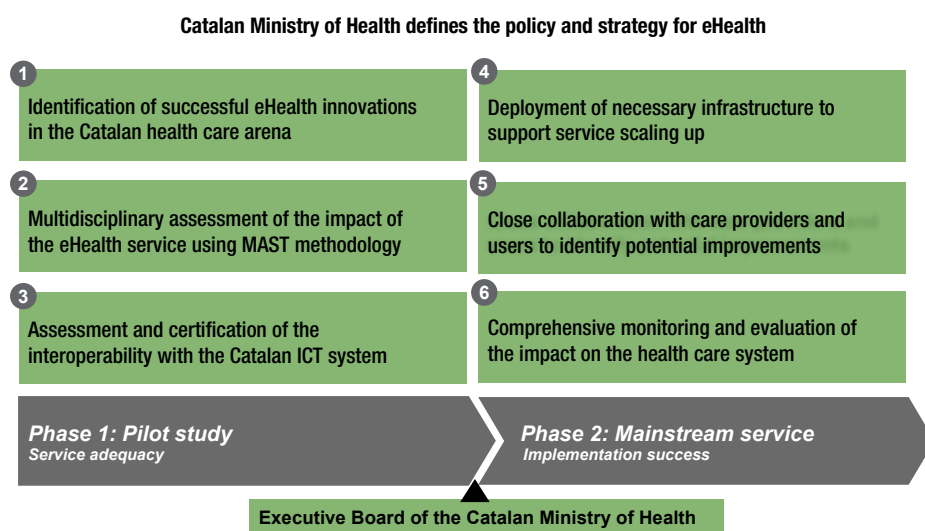 Catalan Ministry of Health defines the policy and strategy for eHealth
1
Identification of successful eHealth innovations
in the Catalan health care arena
2
Multidisciplinary assessment of the impact of
the eHealth service using MAST methodology
3
Assessment and certification of the
interoperability with the Catalan ICT system
4
Deployment of necessary infrastructure to
support service scaling up
5
Close collaboration with care providers and
users to identify potential improvements
6
Comprehensive monitoring and evaluation of
the impact on the health care system
Phase 1: Pilot study
Service adequacy
Phase 2: Mainstream service
Implementation success
Executive Board of the Catalan Ministry of Health